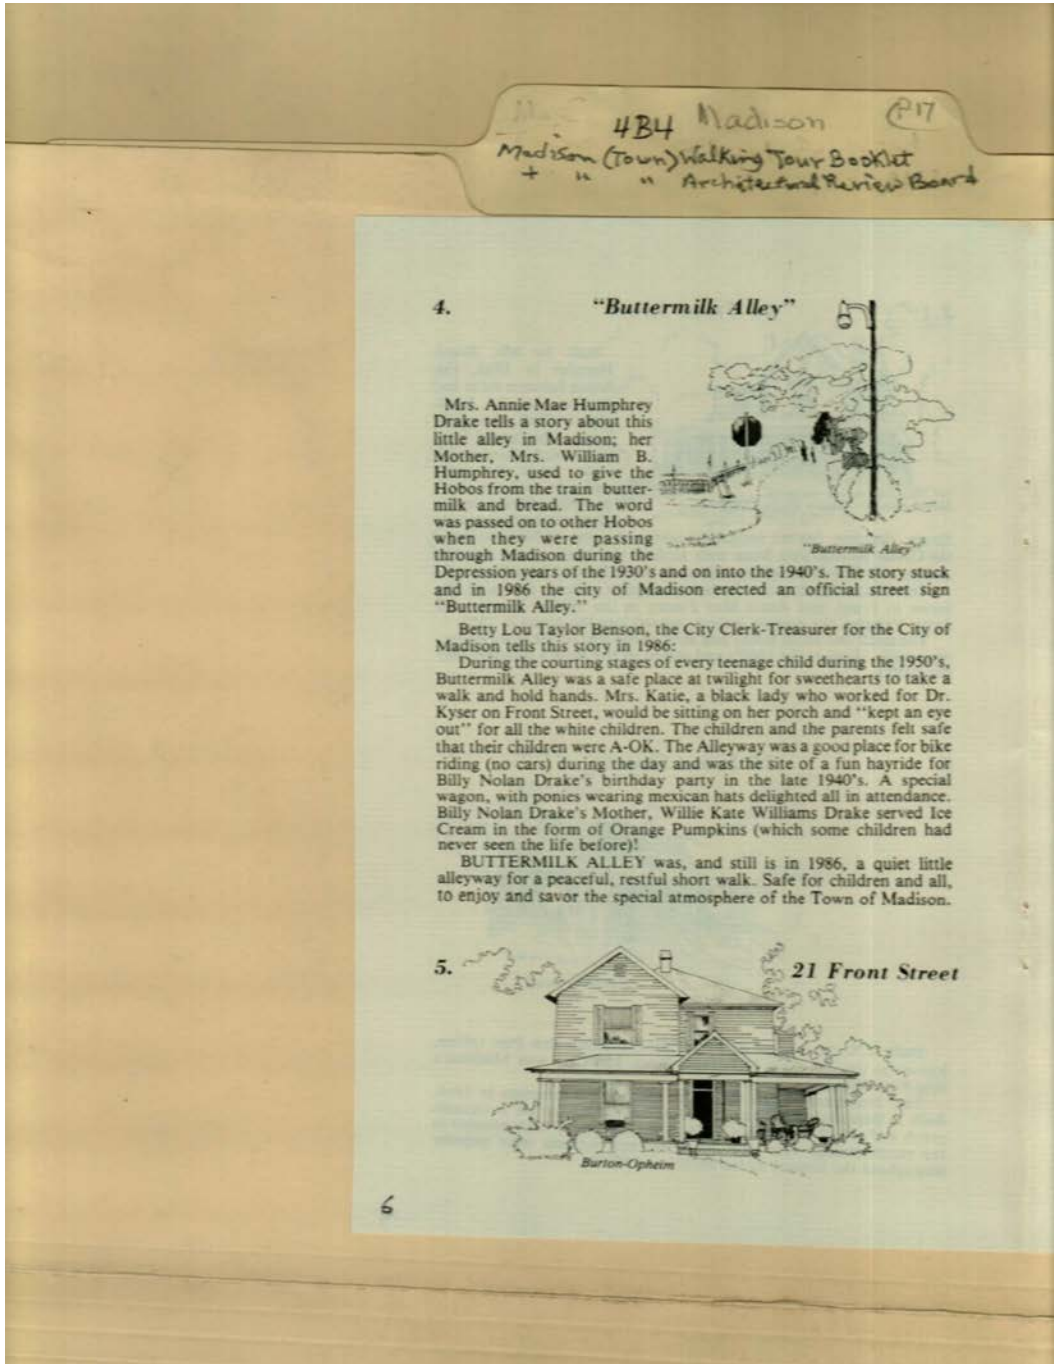 4B4 Madison P17
Madison (Town) Walking Tour Booklet
+ " " Architectural Review Board
4. "Buttermilk Alley"
Mrs. Annie Mae Humphrey
Drake tells a story about this
little alley in Madison; her
Mother, Mrs. William B.
Humphrey, used to give the
Hobos from the train butter-
milk and bread. The word
was passed on to other Hobos
when they were passing
through Madison during the
"Buttermilk Alley"
Depression years of the 1930's and on into the 1940's. The story stuck
and in 1986 the city of Madison erected an official street sign
"Buttermilk Alley."
Betty Lou Taylor Benson, the City Clerk-Treasurer for the City of
Madison tells this story in 1986:
During the courting stages of every teenage child during the 1950's,
Buttermilk Alley was a safe place at twilight for sweethearts to take a
walk and hold hands. Mrs. Katie, a black lady who worked for Dr.
Kyser on Front Street, would be sitting on her porch and "kept an eye
out" for all the white children. The children and the parents felt safe
that their children were A-OK. The Alleyway was a good place for bike
riding (no cars) during the day and was the site of a fun hayride for
Billy Nolan Drake's birthday party in the late 1940's. A special
wagon, with ponies wearing mexican hats delighted all in attendance.
Billy Nolan Drake's Mother, Willie Kate Williams Drake served Ice
Cream in the form of Orange Pumpkins (which some children had
never seen the life before)!
BUTTERMILK ALLEY was, and still is in 1986, a quiet little
alleyway for a peaceful, restful short walk. Safe for children and all,
to enjoy and savor the special atmosphere of the Town of Madison.
5. 21 Front Street
Burton-Opheim
6